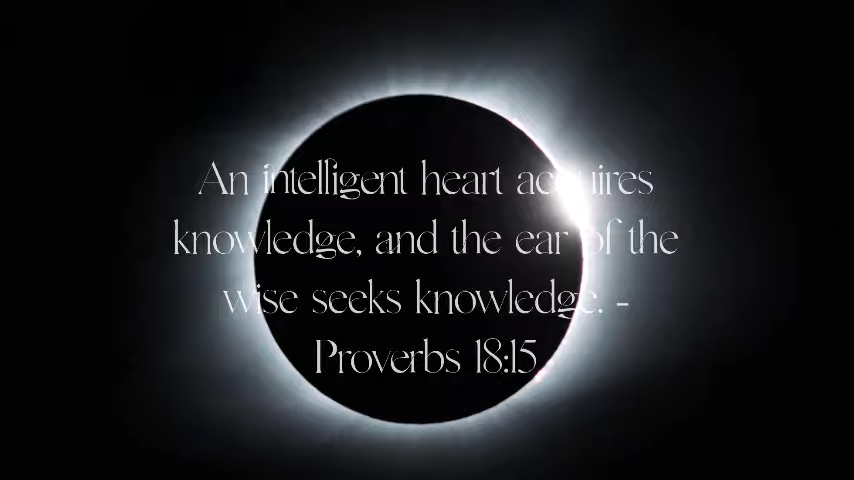 An intelligent heart acquires
knowledge, and the ear of the
wise seeks knowledge. -
Proverbs 18:15